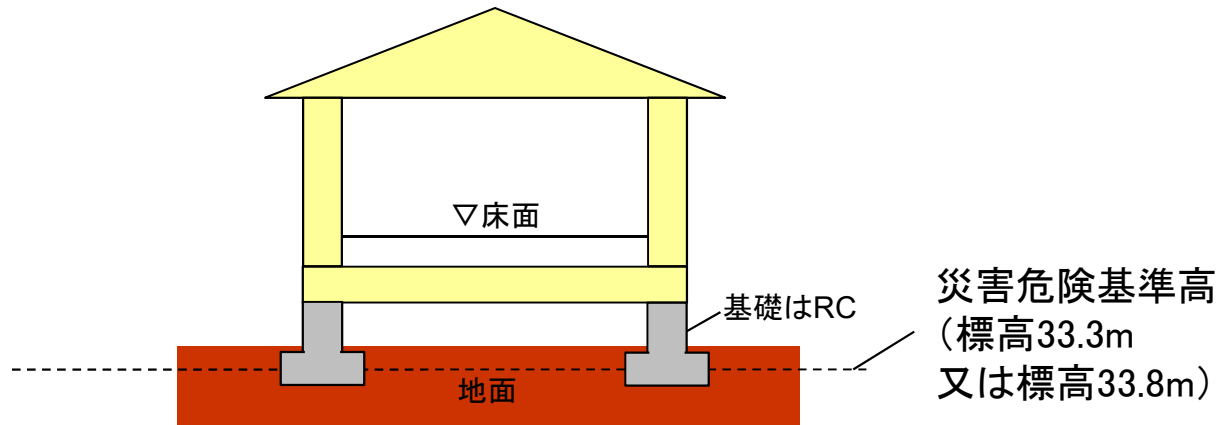 ▽床面
基礎はRC
地面
災害危険基準高
（標高33.3m
又は標高33.8m）